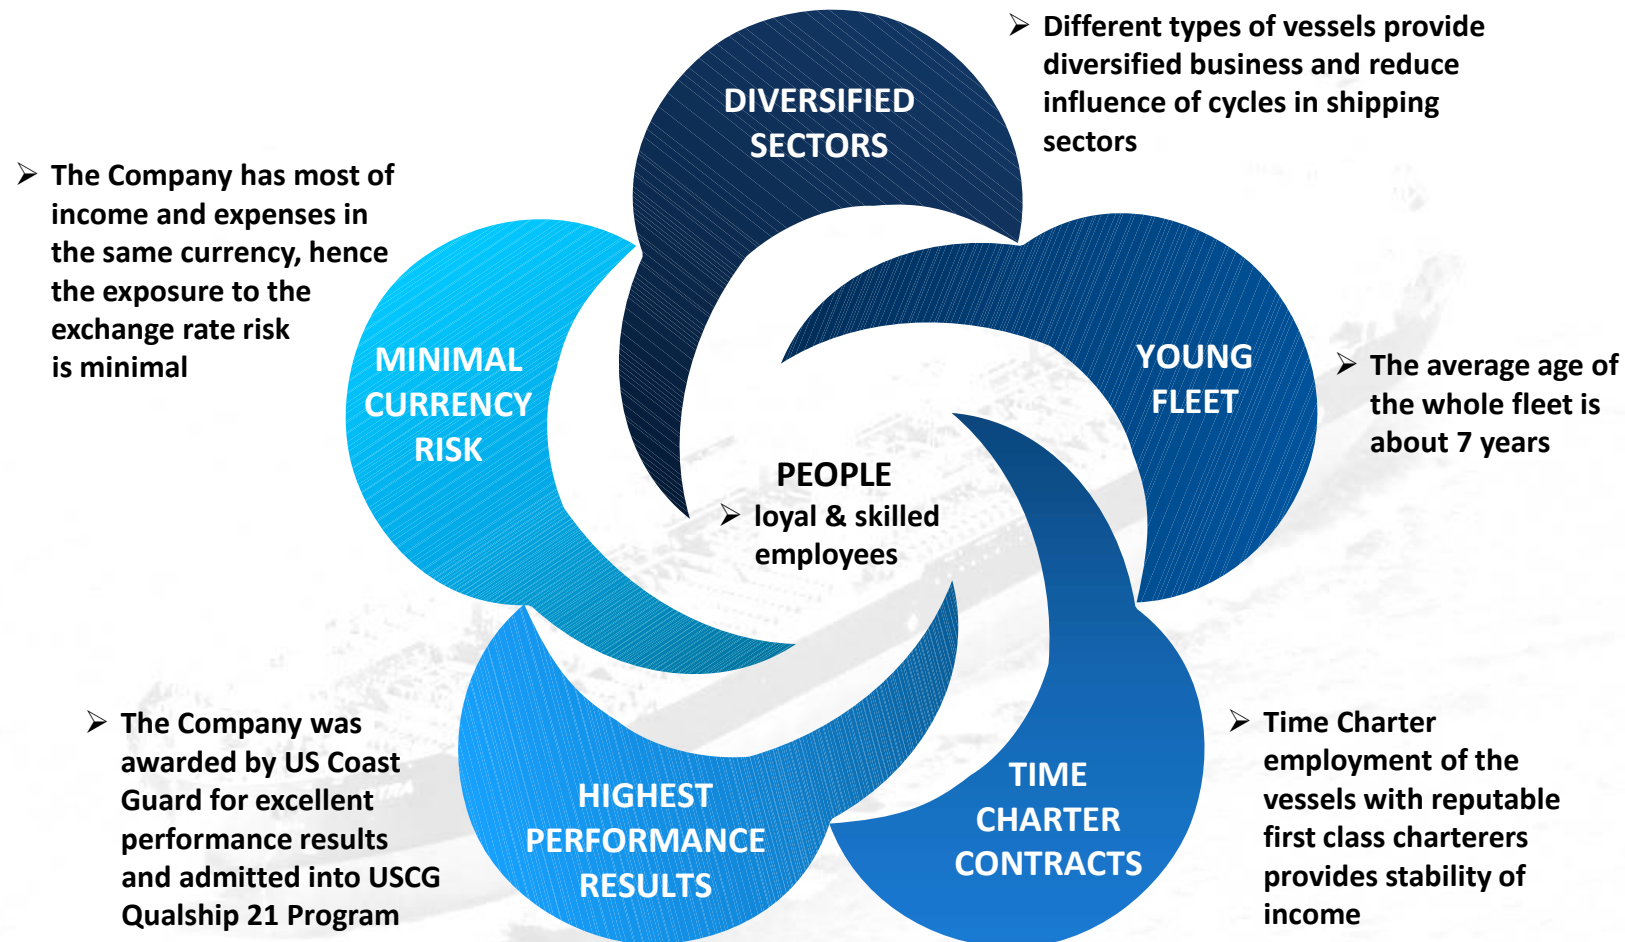 DIVERSIFIED
SECTORS
➢ Different types of vessels provide
diversified business and reduce
influence of cycles in shipping
sectors
➢ The Company has most of
income and expenses in
the same currency, hence
the exposure to the
exchange rate risk
is minimal
MINIMAL
CURRENCY
RISK
YOUNG
FLEET
➢ The average age of
the whole fleet is
about 7 years
PEOPLE
➢ loyal & skilled
employees
➢ The Company was
awarded by US Coast
Guard for excellent
performance results
and admitted into USCG
Qualship 21 Program
HIGHEST
PERFORMANCE
RESULTS
TIME
CHARTER
CONTRACTS
➢ Time Charter
employment of the
vessels with reputable
first class charterers
provides stability of
income